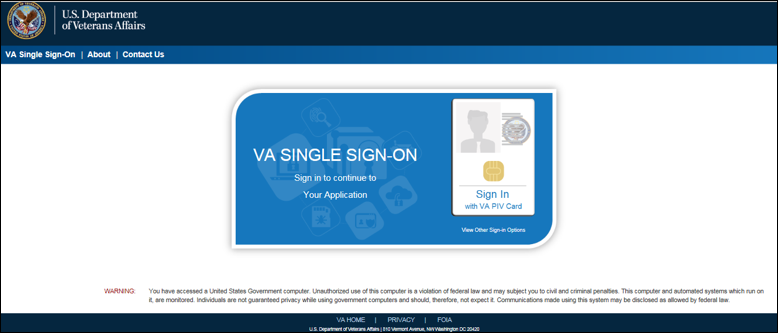 U.S. Department
of Veterans Affairs
VA Single Sign-On | About | Contact Us
VA SINGLE SIGN-ON
Sign in to continue to
Your Application
Sign In
with VA PIV Card
View Other Sign-in Options
WARNING: You have accessed a United States Government computer. Unauthorized use of this computer is a violation of federal law and may subject you to civil and criminal penalties. This computer and automated systems which run on
it, are monitored. Individuals are not guaranteed privacy while using government computers and should, therefore, not expect it. Communications made using this system may be disclosed as allowed by federal law.
VA HOME | PRIVACY | FOIA
U.S. Department of Veterans Affairs | 810 Vermont Avenue, NW Washington DC 20420